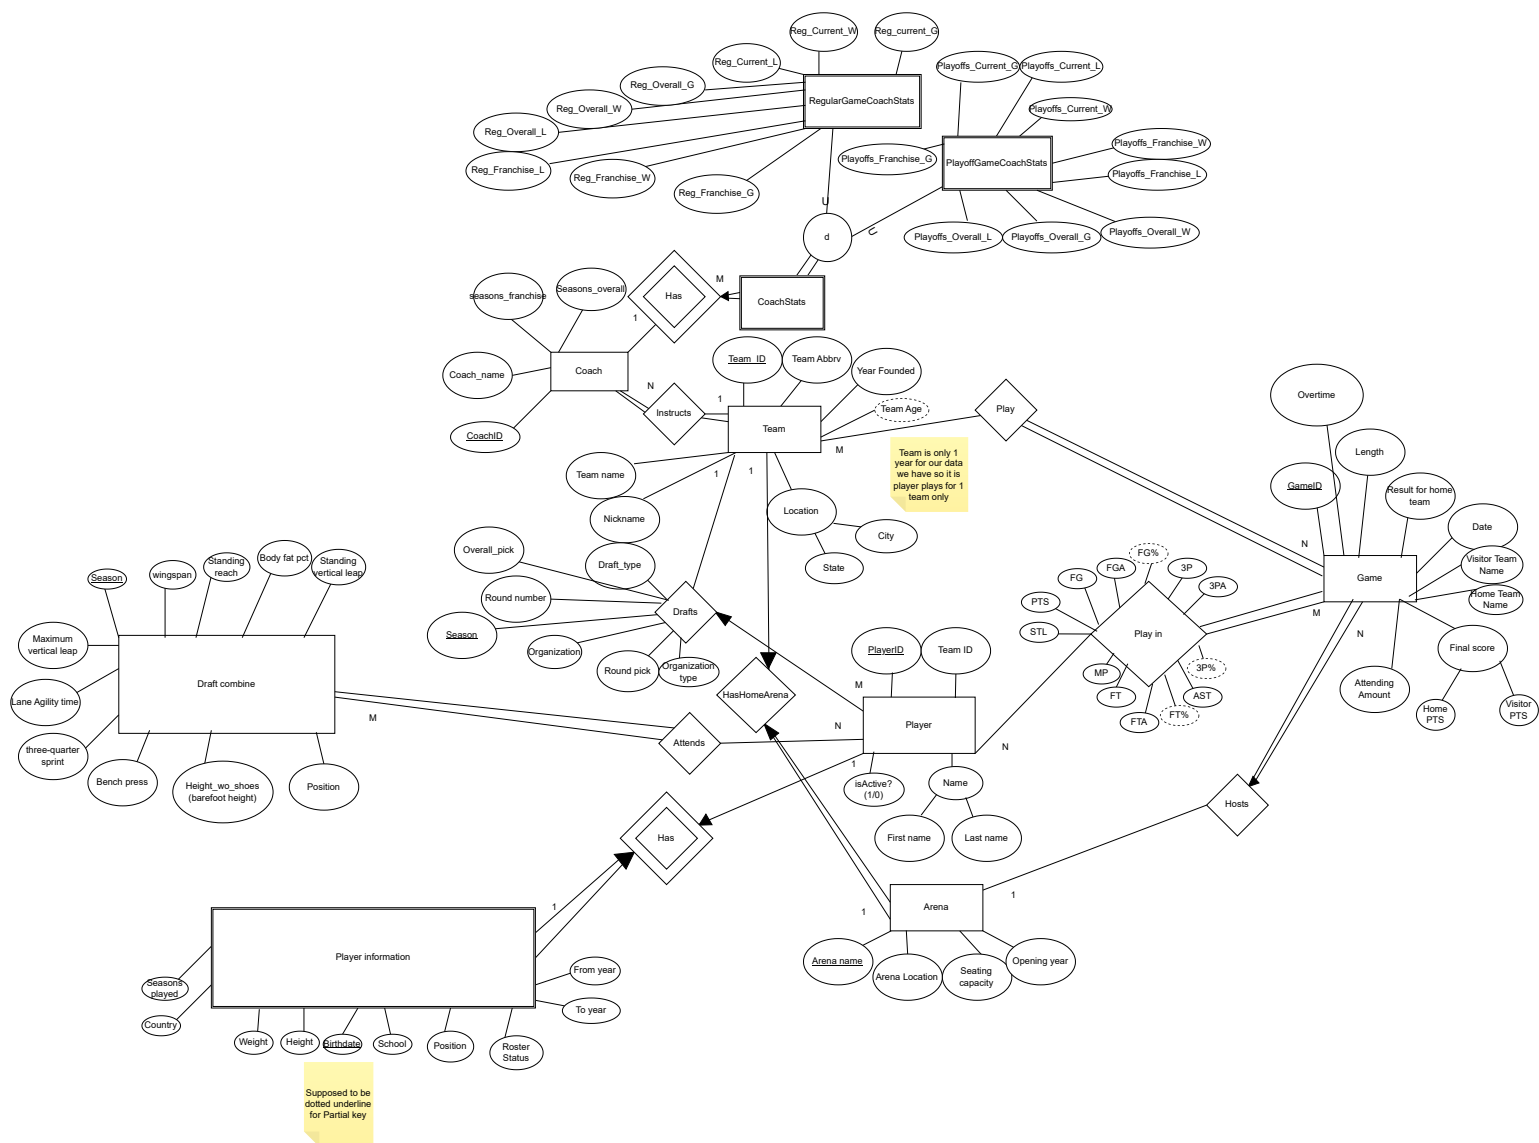 Reg_Current_W
Reg_current_G
Reg_Current_L
Reg_Overall_G
Reg_Overall_W
Reg_Overall_L
Reg_Franchise_L
Reg_Franchise_W
Reg_Franchise_G
RegularGameCoachStats
Playoffs_Current_G
Playoffs_Current_L
Playoffs_Current_W
Playoffs_Franchise_G
PlayoffGameCoachStats
Playoffs_Franchise_W
Playoffs_Franchise_L
Playoffs_Overall_L
Playoffs_Overall_G
Playoffs_Overall_W
U
U
d
Has
M
1
CoachStats
seasons_franchise
Seasons_overall
Coach_name
Coach
CoachID
N
Instructs
1
Team_ID
Team Abbrv
Year Founded
Team Age
Team
M
1
1
Team name
Nickname
Location
City
State
Play
Team is only 1
year for our data
we have so it is
player plays for 1
team only
Overtime
Length
GameID
Result for home
team
Date
Visitor Team
Name
Home Team
Name
N
Game
M
N
Final score
Home
PTS
Visitor
PTS
Attending
Amount
FG%
FGA
3P
FG
3PA
PTS
STL
Play in
MP
FT
FTA
FT%
AST
3P%
N
Overall_pick
Draft_type
Round number
Season
Organization
Round pick
Organization
type
Drafts
Season
wingspan
Standing
reach
Body fat pct
Standing
vertical leap
Maximum
vertical leap
Lane Agility time
three-quarter
sprint
Bench press
Height_wo_shoes
(barefoot height)
Position
Draft combine
M
Attends
HasHomeArena
PlayerID
Team ID
M
N
Player
1
isActive?
(1/0)
Name
First name
Last name
Hosts
Has
1
1
Arena
1
Arena name
Arena Location
Seating
capacity
Opening year
Player information
Seasons
played
Country
Weight
Height
Birthdate
School
Position
Roster
Status
From year
To year
Supposed to be
dotted underline
for Partial key